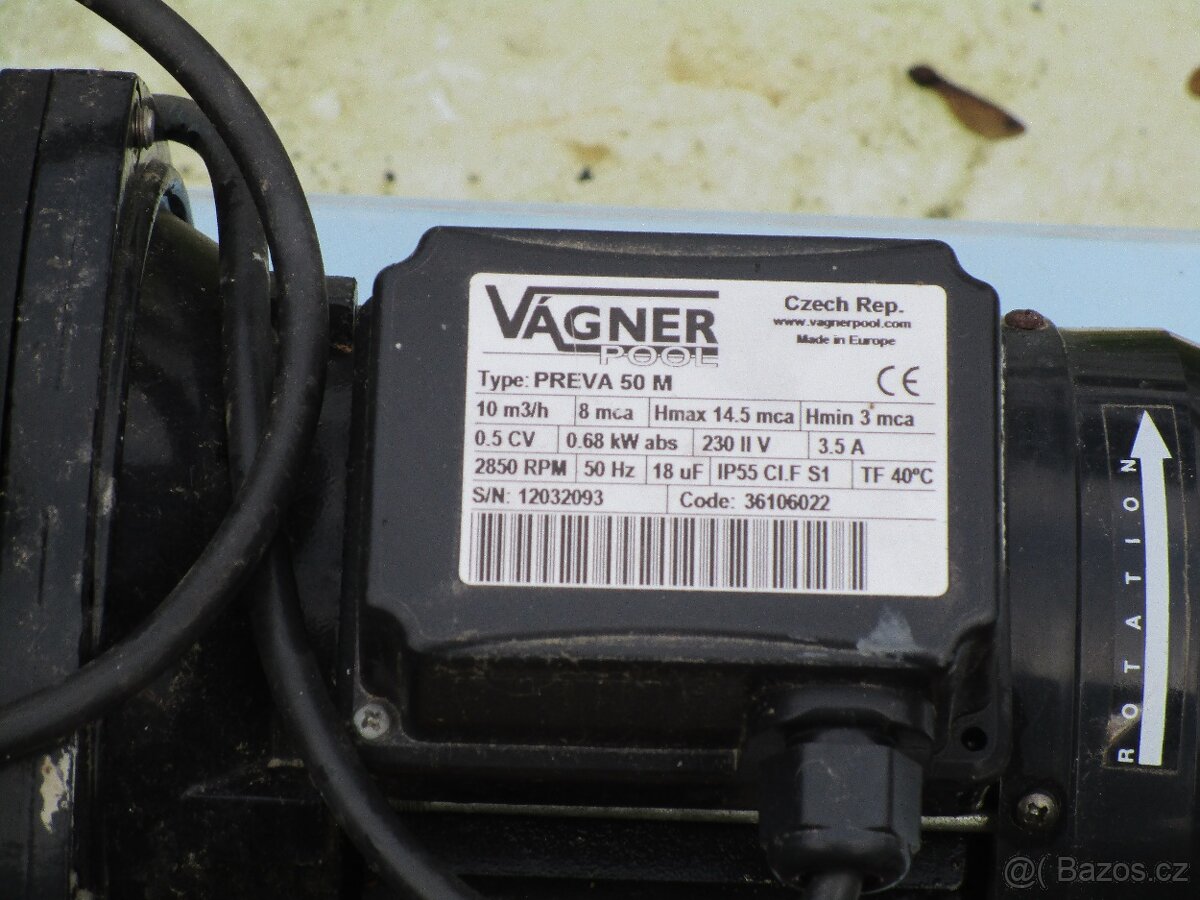 VÁGNER
POOL
Czech Rep.
www.vagnerpool.com
Made in Europe
Type: PREVA 50 M CE
10 m3/h 8 mca Hmax 14.5 mca Hmin 3 mca
0.5 CV 0.68 kW abs 230 II V 3.5 A
2850 RPM 50 Hz 18 uF IP55 Cl.F S1 TF 40ºC
S/N: 12032093 Code: 36106022
ROTATION
@( Bazos.cz